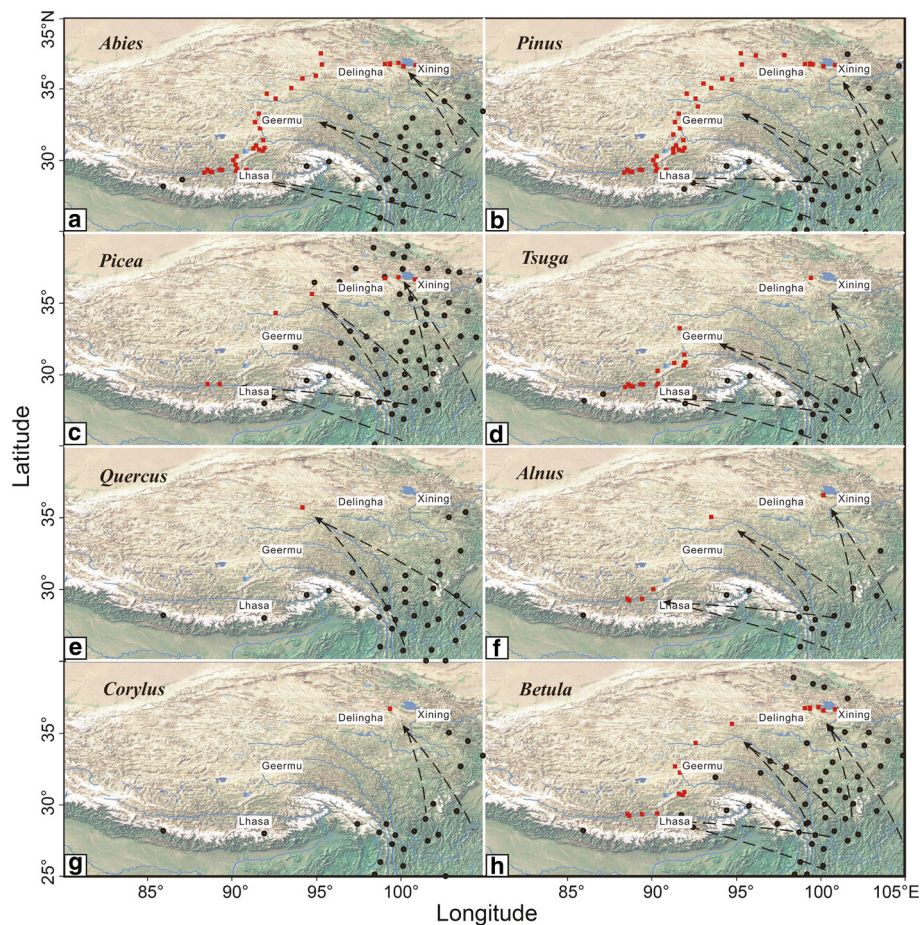 35°N
Abies
Delingha
Xining
35°
Geermu
30°
Lhasa
a
Pinus
Delingha
Xining
Geermu
Lhasa
b
Picea
Delingha
Xining
35°
Geermu
30°
Lhasa
c
Tsuga
Delingha
Xining
Geermu
Lhasa
d
Latitude
Quercus
Delingha
Xining
35°
Geermu
30°
Lhasa
e
Alnus
Delingha
Xining
Geermu
Lhasa
f
Corylus
Delingha
Xining
35°
Geermu
30°
Lhasa
25°
g
Betula
Delingha
Xining
Geermu
Lhasa
h
85° 90° 95° 100° 85° 90° 95° 100° 105°E
Longitude